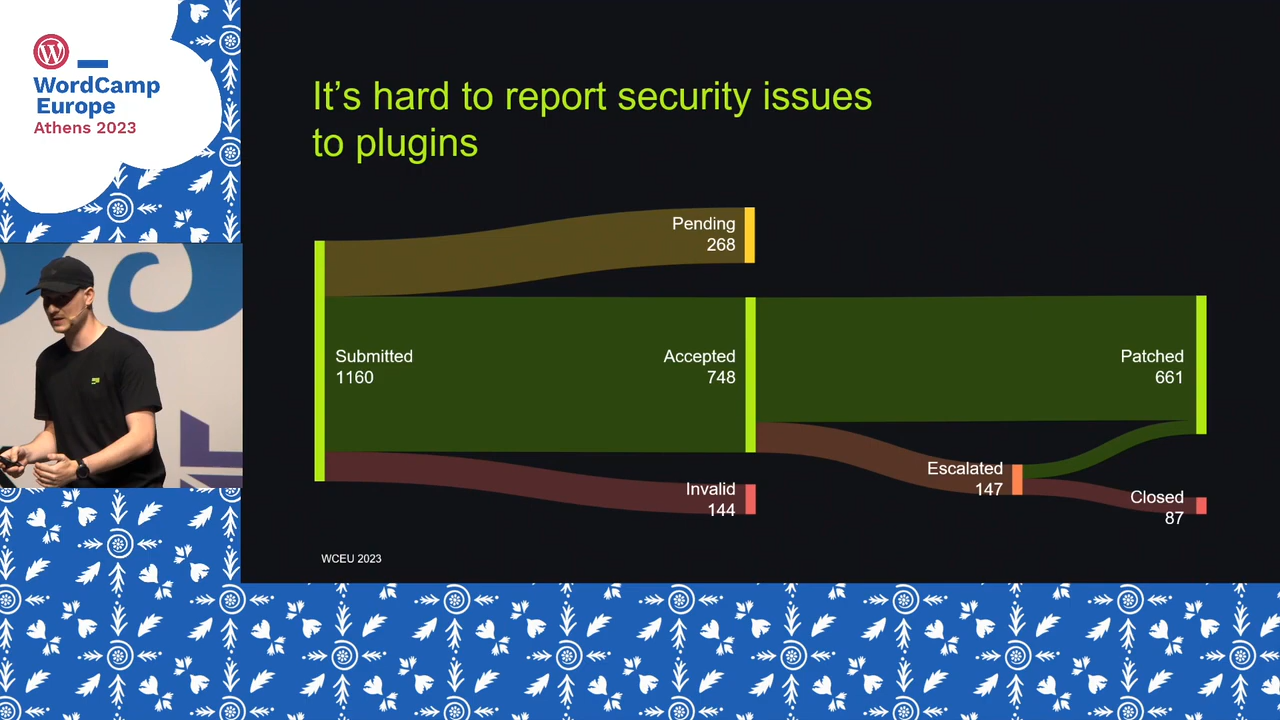 WordCamp
Europe
Athens 2023
It’s hard to report security issues
to plugins
Pending
268
Submitted
1160
Accepted
748
Patched
661
Escalated
147
Invalid
144
Closed
87
WCEU 2023